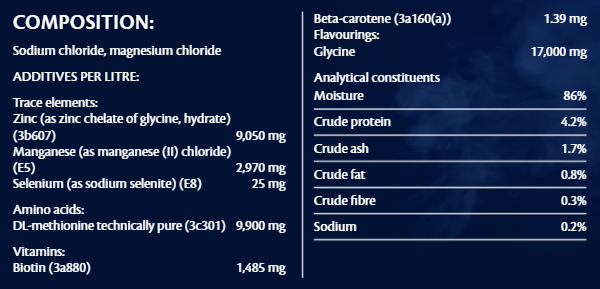 COMPOSITION:
Sodium chloride, magnesium chloride
ADDITIVES PER LITRE:
Trace elements:
Zinc (as zinc chelate of glycine, hydrate)
(3b607) 9,050 mg
Manganese (as manganese (II) chloride)
(E5) 2,970 mg
Selenium (as sodium selenite) (E8) 25 mg
Amino acids:
DL-methionine technically pure (3c301) 9,900 mg
Vitamins:
Biotin (3a880) 1,485 mg
Beta-carotene (3a160(a)) 1.39 mg
Flavourings:
Glycine 17,000 mg
Analytical constituents
Moisture 86%
Crude protein 4.2%
Crude ash 1.7%
Crude fat 0.8%
Crude fibre 0.3%
Sodium 0.2%